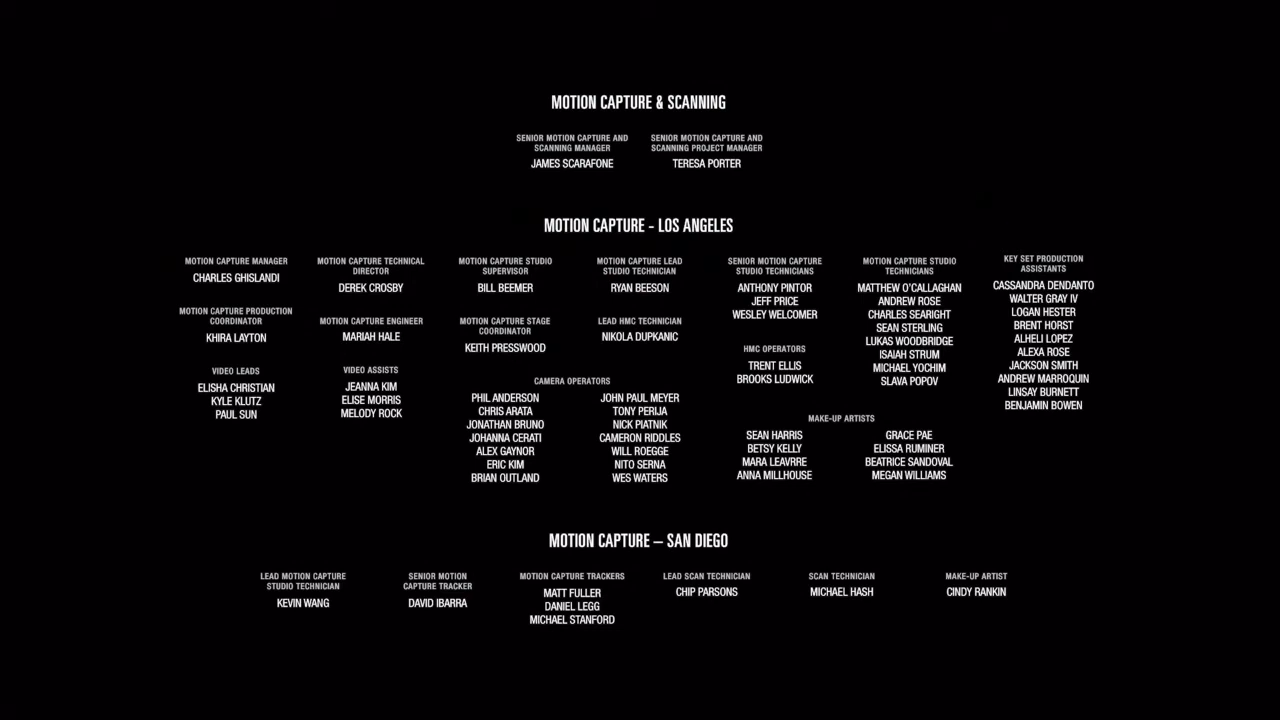 MOTION CAPTURE & SCANNING
SENIOR MOTION CAPTURE AND
SCANNING MANAGER
JAMES SCARAFONE
SENIOR MOTION CAPTURE AND
SCANNING PROJECT MANAGER
TERESA PORTER
MOTION CAPTURE - LOS ANGELES
MOTION CAPTURE MANAGER
CHARLES GHISLANDI
MOTION CAPTURE PRODUCTION
COORDINATOR
KHIRA LAYTON
VIDEO LEADS
ELISHA CHRISTIAN
KYLE KLUTZ
PAUL SUN
MOTION CAPTURE TECHNICAL
DIRECTOR
DEREK CROSBY
MOTION CAPTURE ENGINEER
MARIAH HALE
VIDEO ASSISTS
JEANNA KIM
ELISE MORRIS
MELODY ROCK
MOTION CAPTURE STUDIO
SUPERVISOR
BILL BEEMER
MOTION CAPTURE STAGE
COORDINATOR
KEITH PRESSWOOD
MOTION CAPTURE LEAD
STUDIO TECHNICIAN
RYAN BEESON
LEAD HMC TECHNICIAN
NIKOLA DUPKANIC
CAMERA OPERATORS
PHIL ANDERSON
CHRIS ARATA
JONATHAN BRUNO
JOHANNA CERATI
ALEX GAYNOR
ERIC KIM
BRIAN OUTLAND
JOHN PAUL MEYER
TONY PERIJA
NICK PIATNIK
CAMERON RIDDLES
WILL ROEGGE
NITO SERNA
WES WATERS
SENIOR MOTION CAPTURE
STUDIO TECHNICIANS
ANTHONY PINTOR
JEFF PRICE
WESLEY WELCOMER
HMC OPERATORS
TRENT ELLIS
BROOKS LUDWICK
MOTION CAPTURE STUDIO
TECHNICIANS
MATTHEW O'CALLAGHAN
ANDREW ROSE
CHARLES SEARIGHT
SEAN STERLING
LUKAS WOODBRIDGE
ISAIAH STRUM
MICHAEL YOCHIM
SLAVA POPOV
MAKE-UP ARTISTS
SEAN HARRIS
BETSY KELLY
MARA LEAVRRE
ANNA MILLHOUSE
GRACE PAE
ELISSA RUMINER
BEATRICE SANDOVAL
MEGAN WILLIAMS
KEY SET PRODUCTION
ASSISTANTS
CASSANDRA DENDANTO
WALTER GRAY IV
LOGAN HESTER
BRENT HORST
ALHELI LOPEZ
ALEXA ROSE
JACKSON SMITH
ANDREW MARROQUIN
LINSAY BURNETT
BENJAMIN BOWEN
MOTION CAPTURE – SAN DIEGO
LEAD MOTION CAPTURE
STUDIO TECHNICIAN
KEVIN WANG
SENIOR MOTION
CAPTURE TRACKER
DAVID IBARRA
MOTION CAPTURE TRACKERS
MATT FULLER
DANIEL LEGG
MICHAEL STANFORD
LEAD SCAN TECHNICIAN
CHIP PARSONS
SCAN TECHNICIAN
MICHAEL HASH
MAKE-UP ARTIST
CINDY RANKIN